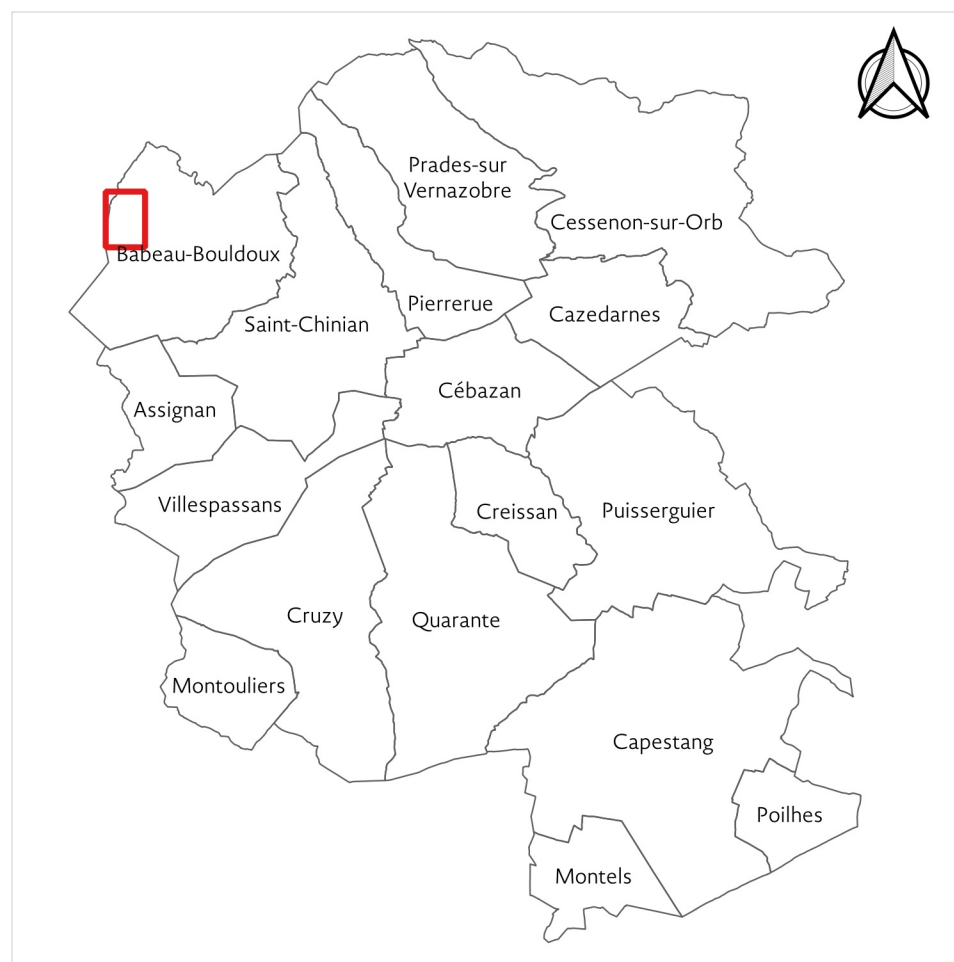 Prades-sur
Vernazobre
Cessenon-sur-Orb
Babeau-Bouldoux
Pierrerue
Cazedarnes
Saint-Chinian
Cébazan
Assignan
Villespassans
Creissan
Puisserguier
Cruzy
Quarante
Montouliers
Capestang
Poilhes
Montels